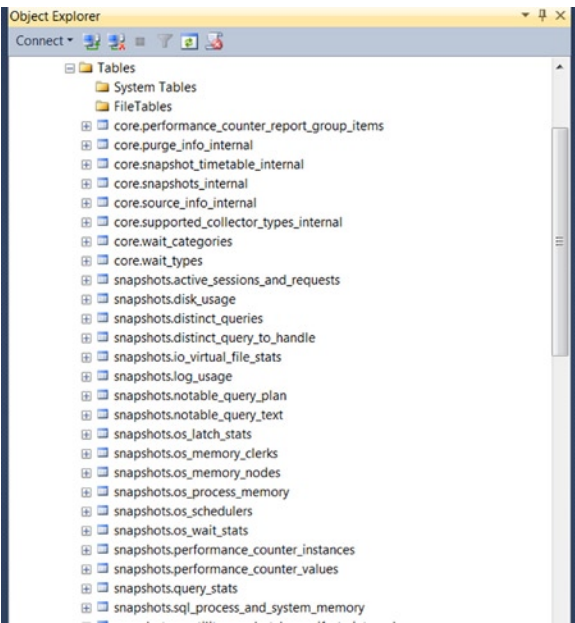 Object Explorer
Connect
Tables
System Tables
FileTables
core.performance_counter_report_group_items
core.purge_info_internal
core.snapshot_timetable_internal
core.snapshots_internal
core.source_info_internal
core.supported_collector_types_internal
core.wait_categories
core.wait_types
snapshots.active_sessions_and_requests
snapshots.disk_usage
snapshots.distinct_queries
snapshots.distinct_query_to_handle
snapshots.io_virtual_file_stats
snapshots.log_usage
snapshots.notable_query_plan
snapshots.notable_query_text
snapshots.os_latch_stats
snapshots.os_memory_clerks
snapshots.os_memory_nodes
snapshots.os_process_memory
snapshots.os_schedulers
snapshots.os_wait_stats
snapshots.performance_counter_instances
snapshots.performance_counter_values
snapshots.query_stats
snapshots.sql_process_and_system_memory